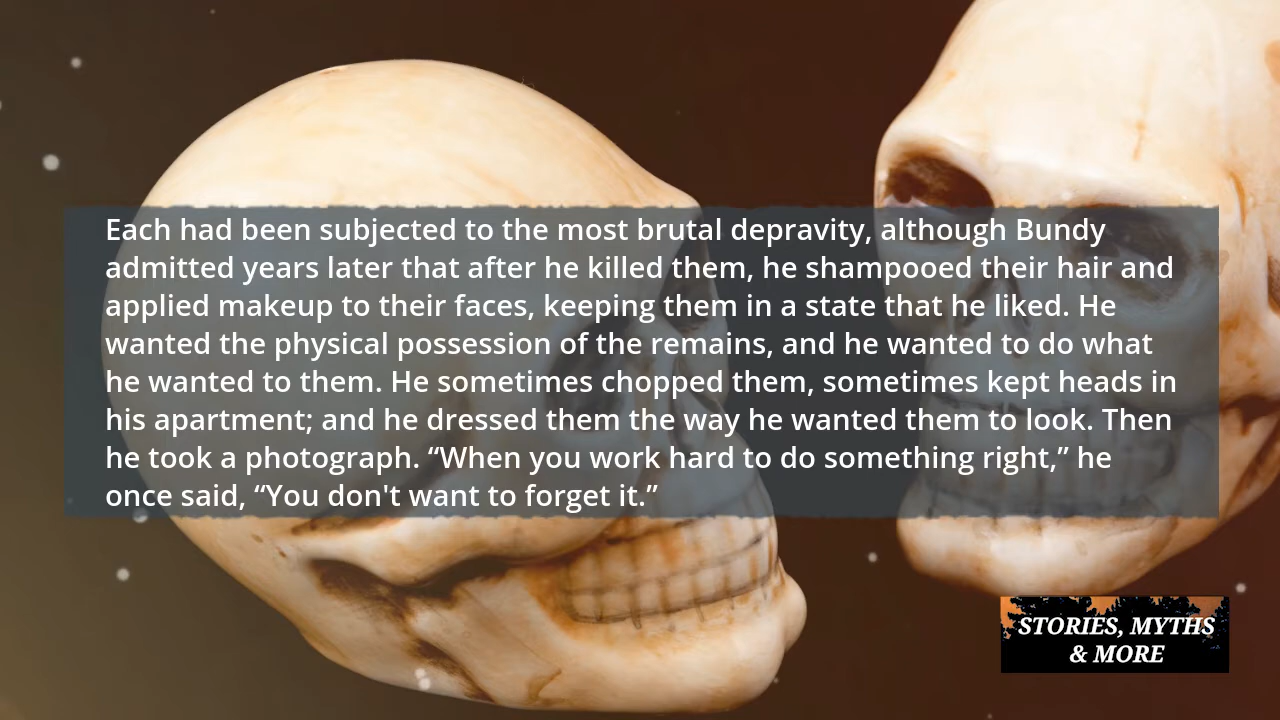 Each had been subjected to the most brutal depravity, although Bundy
admitted years later that after he killed them, he shampooed their hair and
applied makeup to their faces, keeping them in a state that he liked. He
wanted the physical possession of the remains, and he wanted to do what
he wanted to them. He sometimes chopped them, sometimes kept heads in
his apartment; and he dressed them the way he wanted them to look. Then
he took a photograph. “When you work hard to do something right,” he
once said, “You don't want to forget it.”
STORIES, MYTHS
& MORE